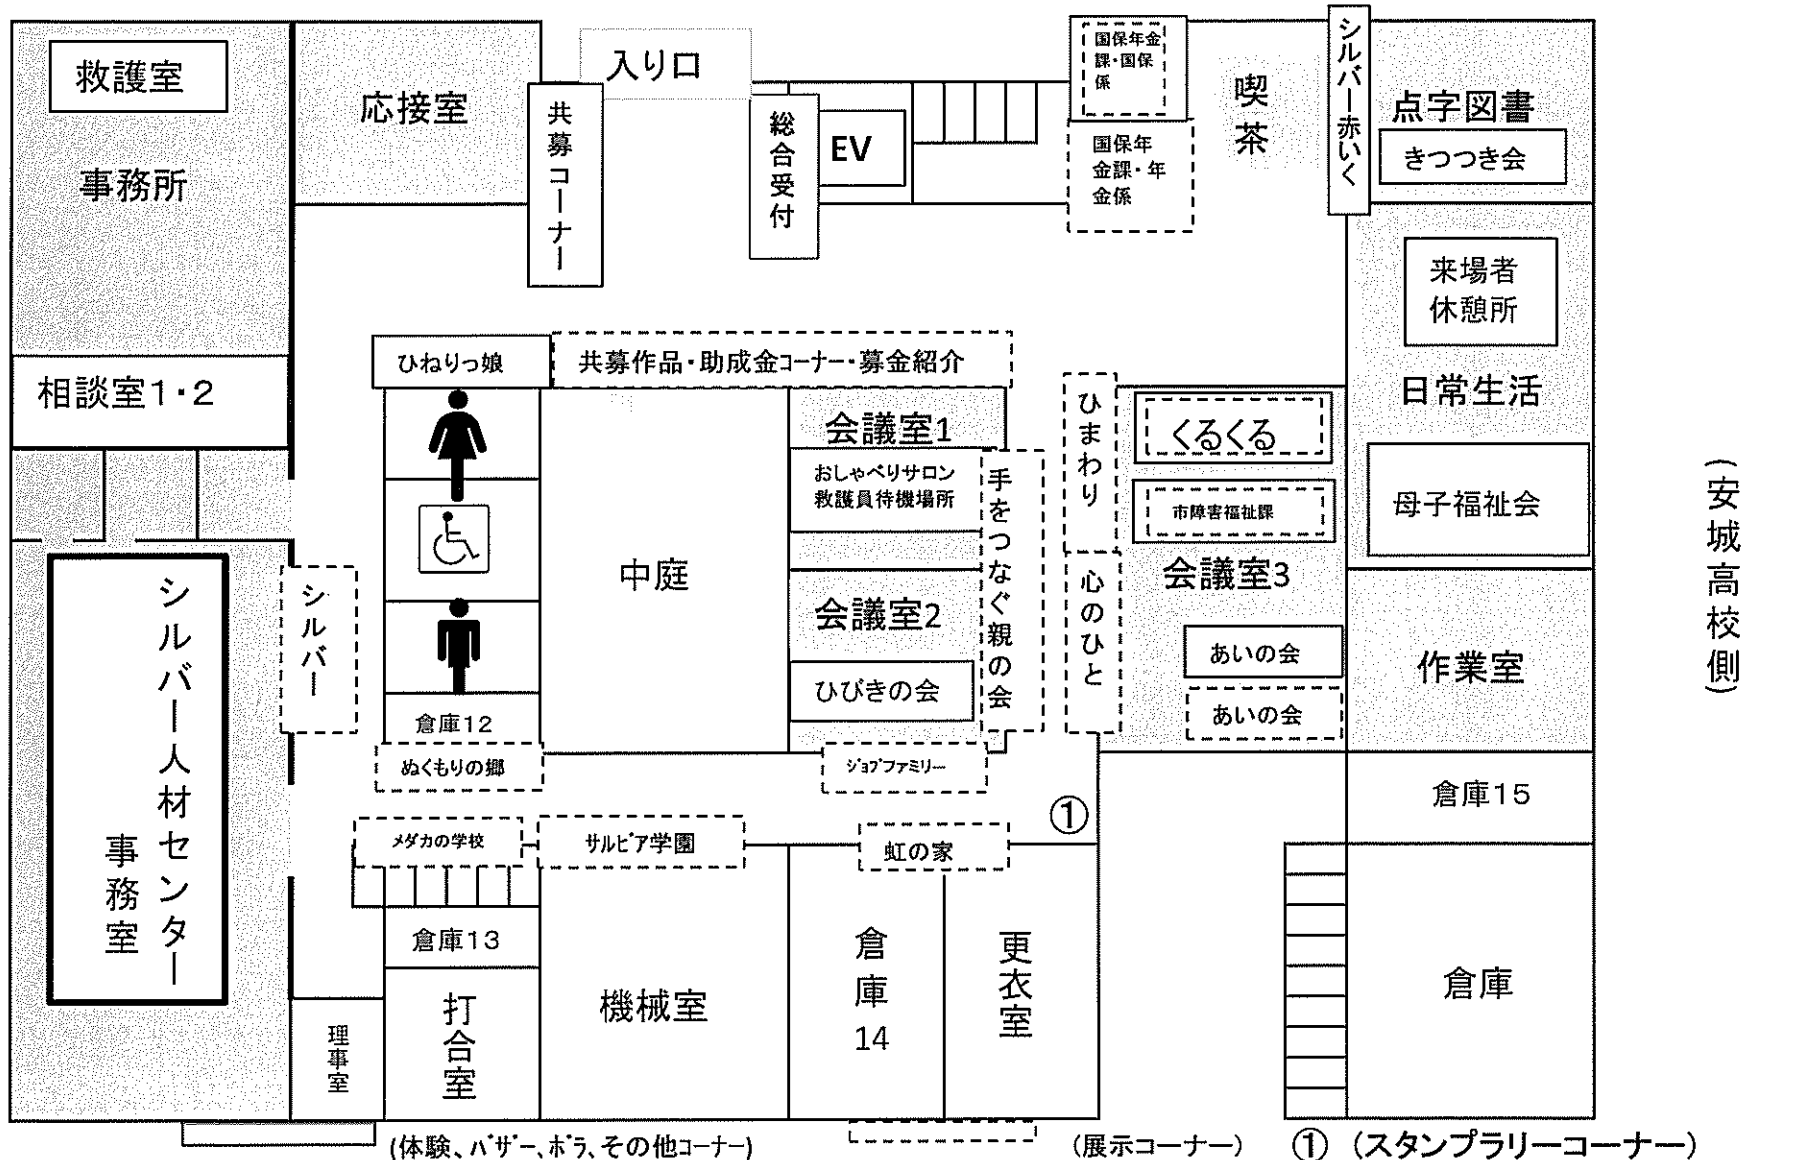 救護室
事務所
応接室
入り口
共募コーナー
総合受付
EV
国保年金
課・国保
係
国保年
金課・年
金係
喫茶
シルバー赤いく
点字図書
きつつき会
来場者
休憩所
日常生活
母子福祉会
相談室1・2
ひねりっ娘
共募作品・助成金コーナー・募金紹介
会議室1
おしゃべりサロン
救護員待機場所
手をつなぐ親の会
ひまわり
くるくる
市障害福祉課
会議室3
心のひと
あいの会
あいの会
作業室
(安城高校側)
シルバー人材センター
事務室
シルバー
中庭
会議室2
ひびきの会
倉庫12
ぬくもりの郷
ジョブファミリー
①
倉庫15
メダカの学校
サルビア学園
虹の家
倉庫13
打合室
理事室
機械室
倉庫14
更衣室
倉庫
(体験、バザー、ボラ、その他コーナー)
(展示コーナー)
① (スタンプラリーコーナー)